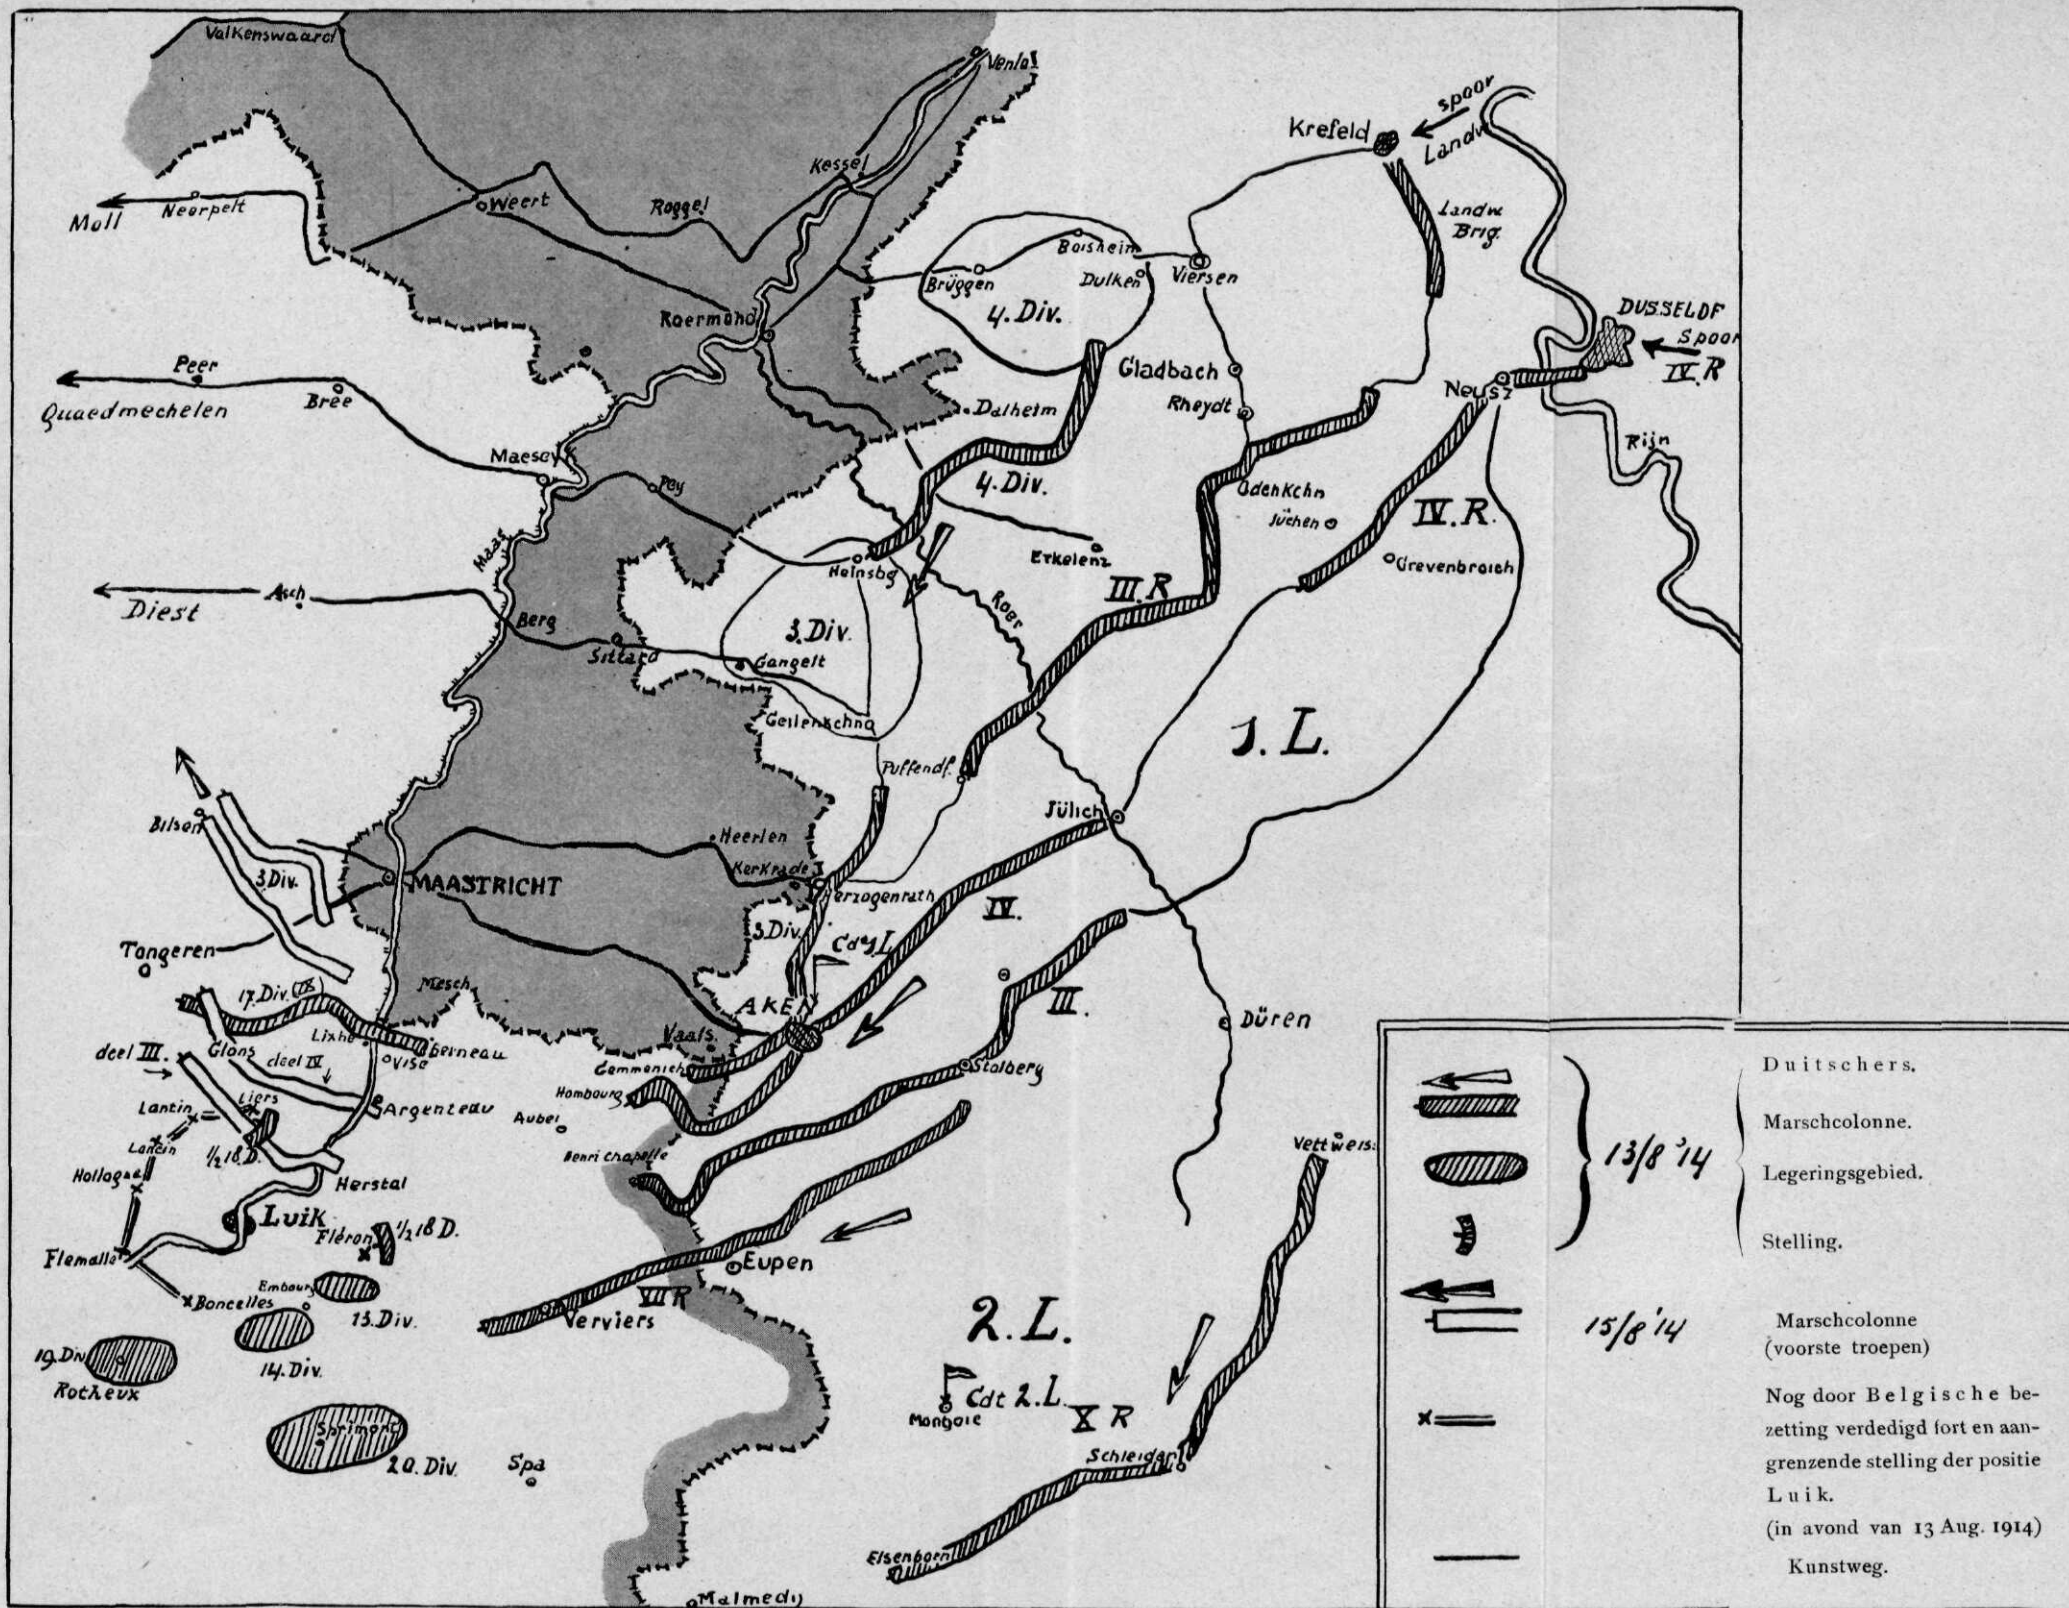 Valkenswaard
Venlo
Krefeld
spoor
Landw
Kessel
Moll
Neerpelt
Weert
Roggel
Landw.
Brig.
Boisheim
Brüggen
Dulken
Viersen
4. Div.
DUSSELDF
Spoor
IV. R
Roermond
Peer
Quaedmechelen
Bree
Gladbach
Neusz
Rheydt
Dalheim
Rijn
Maeseyk
Pey
4. Div.
Odenkchn
Jüchen
IV. R.
Maas
Erkelenz
Grevenbroich
Heinsbg
III. R
Asch
Diest
Roer
Berg
3. Div.
Sittard
Gangelt
Geilenkchng
1. L.
Puffendf.
Jülich
Bilsen
Heerlen
3 Div.
MAASTRICHT
Kerkrade
Herzogenrath
IV.
3. Div.
Tongeren
Mesch
17. Div. (IX)
AKEN
III.
Düren
Lixhe
Berneau
Vaals.
deel III.
Glons
deel IV
Visé
Gemmenich
Stolberg
Hombourg
Lantin
Liers
Argenteau
Aubel
Loncin
½ 18. D.
Henri Chapelle
Vettweis.
Hollogne
Herstal
Luik
Fléron
½ 18 D.
Flemalle
Eupen
Embourg
Boncelles
13. Div.
VII R
Verviers
2. L.
19. Div
14. Div.
Rotheux
Cdt 2. L.
X R
Sprimont
20. Div.
Spa
Schleiden
Elsenborn
Malmedij
Duitschers.
Marschcolonne.
13/8 '14
Legeringsgebied.
Stelling.
15/8 '14
Marschcolonne
(voorste troepen)
Nog door Belgische be-
zetting verdedigd fort en aan-
grenzende stelling der positie
Luik.
(in avond van 13 Aug. 1914)
Kunstweg.